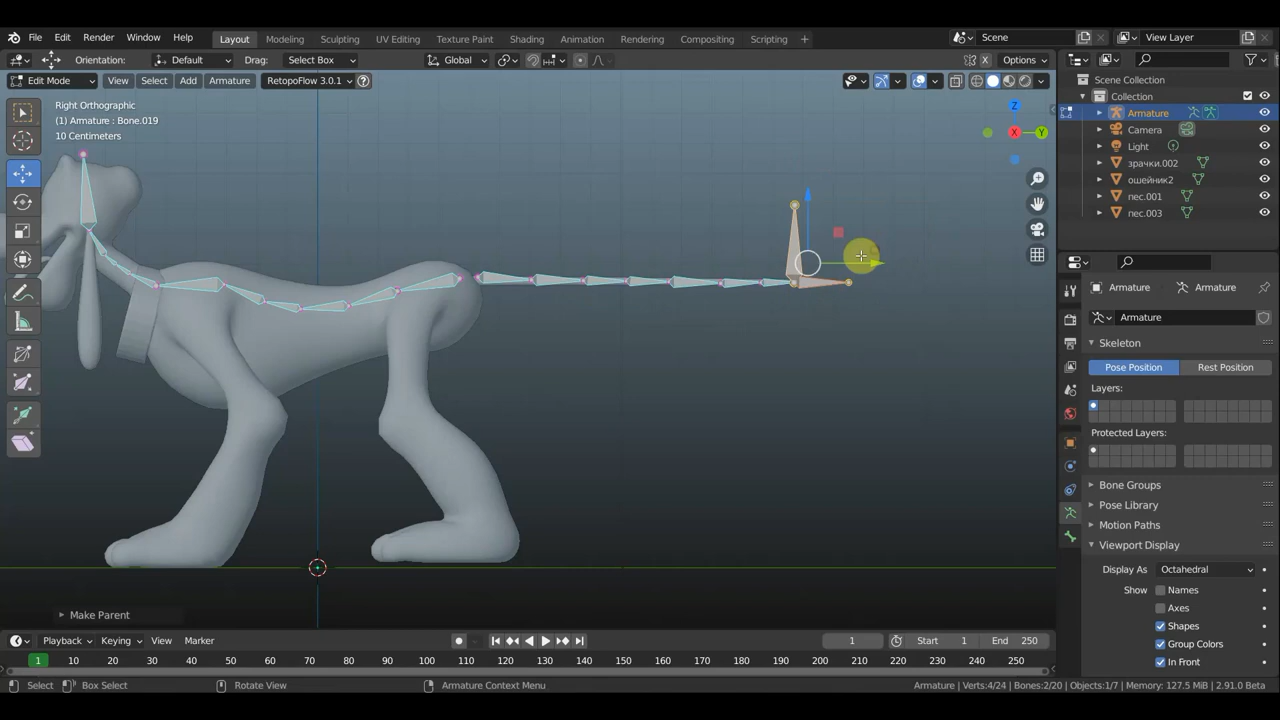 File Edit Render Window Help Layout Modeling Sculpting UV Editing Texture Paint Shading Animation Rendering Compositing Scripting + Scene View Layer
Orientation: Default Drag: Select Box Global X Options
Edit Mode View Select Add Armature RetopoFlow 3.0.1 ?
Right Orthographic
(1) Armature : Bone.019
10 Centimeters
Z
X
Y
Scene Collection
Collection
Armature
Camera
Light
зрачки.002
ошейник2
пес.001
пес.003
Armature Armature
Armature
Skeleton
Pose Position Rest Position
Layers:
Protected Layers:
Bone Groups
Pose Library
Motion Paths
Viewport Display
Display As Octahedral
Show Names
Axes
Shapes
Group Colors
In Front
Make Parent
Playback Keying View Marker 1 Start 1 End 250
1 10 20 30 40 50 60 70 80 90 100 110 120 130 140 150 160 170 180 190 200 210 220 230 240 250
Select Box Select Rotate View Armature Context Menu Armature | Verts:4/24 | Bones:2/20 | Objects:1/7 | Memory: 127.5 MiB | 2.91.0 Beta